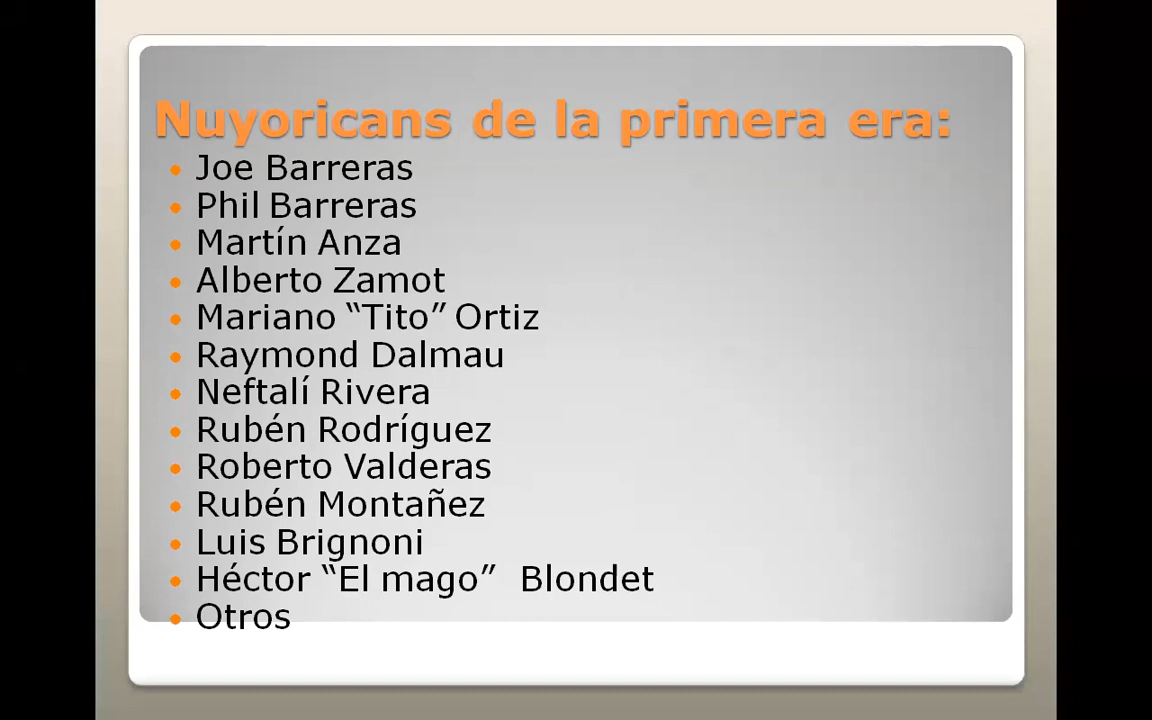 Nuyoricans de la primera era:
• Joe Barreras
• Phil Barreras
• Martín Anza
• Alberto Zamot
• Mariano “Tito” Ortiz
• Raymond Dalmau
• Neftalí Rivera
• Rubén Rodríguez
• Roberto Valderas
• Rubén Montañez
• Luis Brignoni
• Héctor “El mago”  Blondet
• Otros